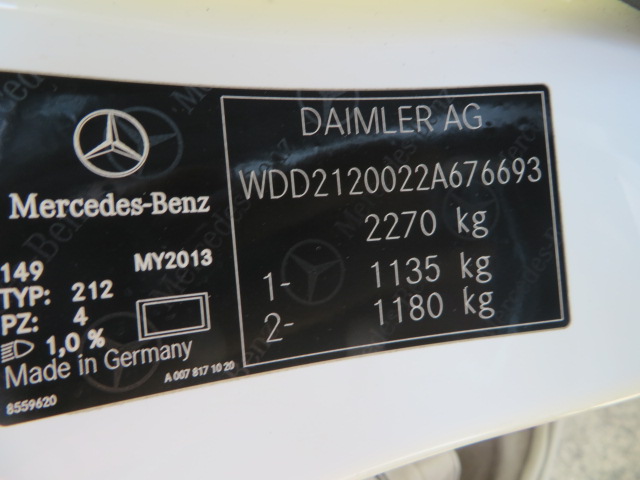 DAIMLER AG
WDD2120022A676693
2270 kg
1- 1135 kg
2- 1180 kg
Mercedes-Benz
149 MY2013
TYP: 212
PZ: 4
1,0 %
Made in Germany
A 007 817 10 20
8559620